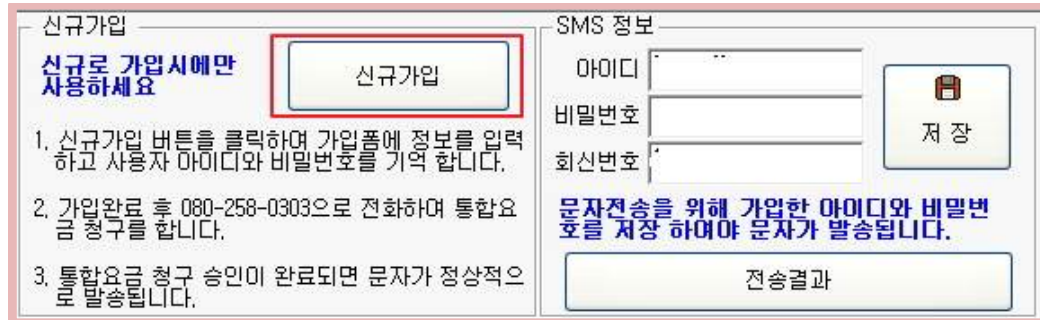 신규가입
신규로 가입시에만
사용하세요
신규가입
1. 신규가입 버튼을 클릭하여 가입폼에 정보를 입력
하고 사용자 아이디와 비밀번호를 기억 합니다.
2. 가입완료 후 080-258-0303으로 전화하여 통합요
금 청구를 합니다.
3. 통합요금 청구 승인이 완료되면 문자가 정상적으
로 발송됩니다.
SMS 정보
아이디
비밀번호
회신번호
저 장
문자전송을 위해 가입한 아이디와 비밀번
호를 저장 하여야 문자가 발송됩니다.
전송결과